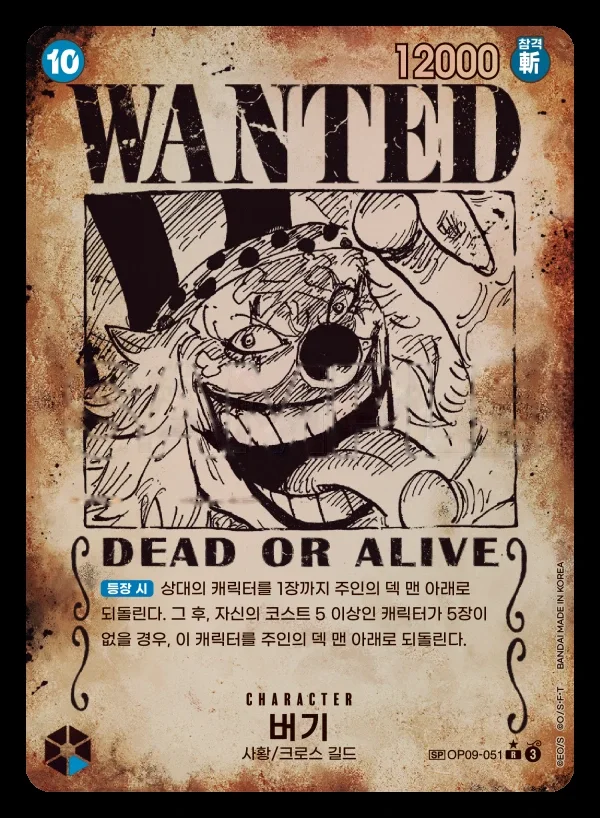 10
12000
참격
斬
WANTED
DEAD OR ALIVE
등장 시 상대의 캐릭터를 1장까지 주인의 덱 맨 아래로
되돌린다. 그 후, 자신의 코스트 5 이상인 캐릭터가 5장이
없을 경우, 이 캐릭터를 주인의 덱 맨 아래로 되돌린다.
CHARACTER
버기
사황/크로스 길드
SP OP09-051 R 3
©EO/S ©O/S·F·T BANDAI MADE IN KOREA